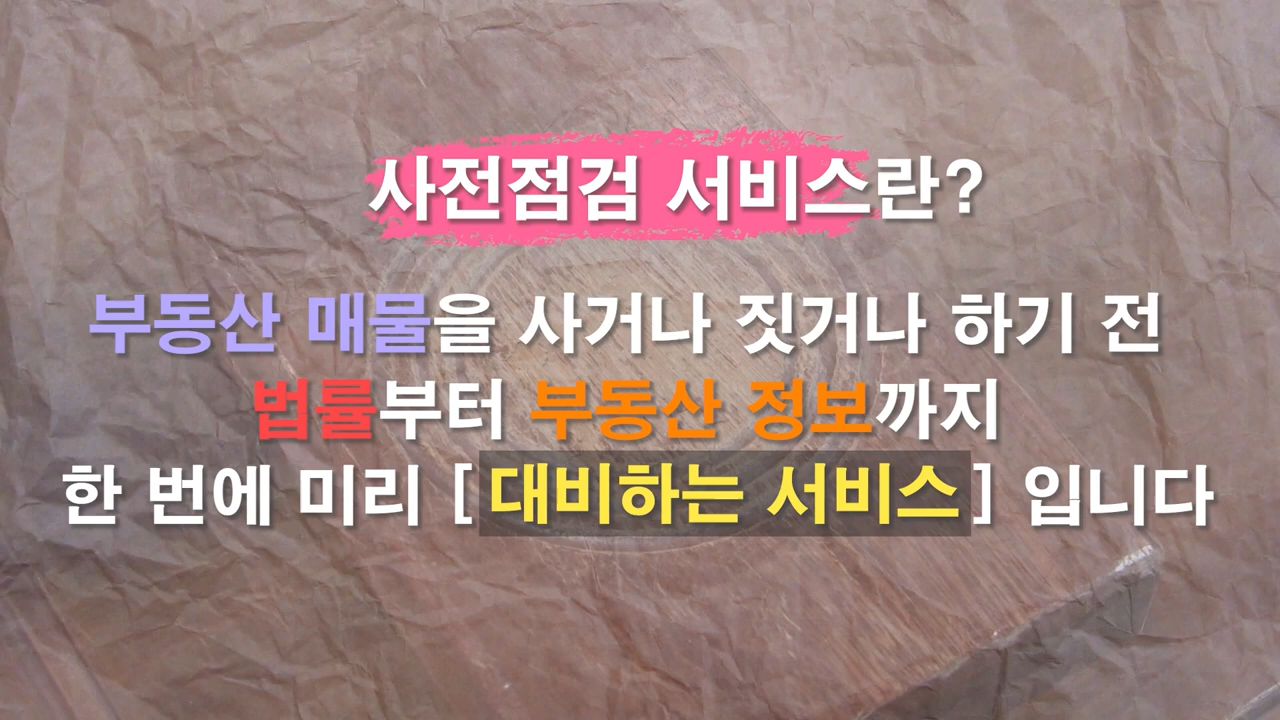 사전점검 서비스란?
부동산 매물을 사거나 짓거나 하기 전
법률부터 부동산 정보까지
한 번에 미리 [대비하는 서비스] 입니다